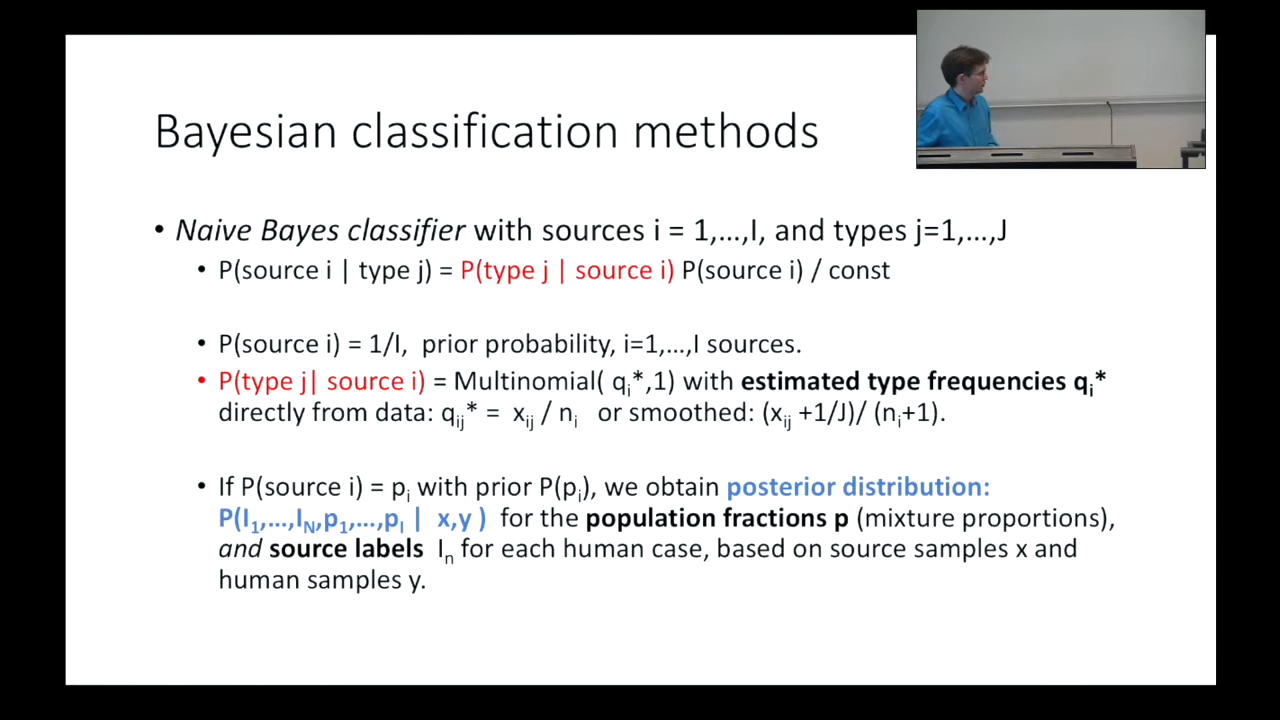 Bayesian classification methods
• Naive Bayes classifier with sources i = 1,...,I, and types j=1,...,J
• P(source i | type j) = P(type j | source i) P(source i) / const
• P(source i) = 1/I, prior probability, i=1,...,I sources.
• P(type j| source i) = Multinomial( qᵢ*,1) with estimated type frequencies qᵢ*
directly from data: qᵢⱼ* = xᵢⱼ / nᵢ or smoothed: (xᵢⱼ +1/J)/ (nᵢ+1).
• If P(source i) = pᵢ with prior P(pᵢ), we obtain posterior distribution:
P(I₁,...,I_N,p₁,...,p_I | x,y ) for the population fractions p (mixture proportions),
and source labels Iₙ for each human case, based on source samples x and
human samples y.